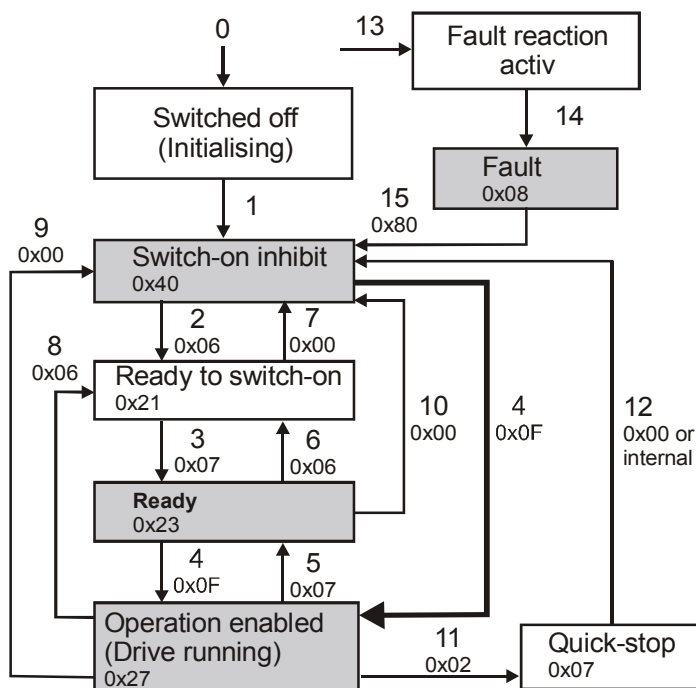 0
13
Fault reaction
activ
Switched off
(Initialising)
14
Fault
0x08
1
15
0x80
9
0x00
Switch-on inhibit
0x40
2
0x06
7
0x00
8
0x06
Ready to switch-on
0x21
10
0x00
4
0x0F
12
0x00 or
internal
3
0x07
6
0x06
Ready
0x23
4
0x0F
5
0x07
Operation enabled
(Drive running)
0x27
11
0x02
Quick-stop
0x07